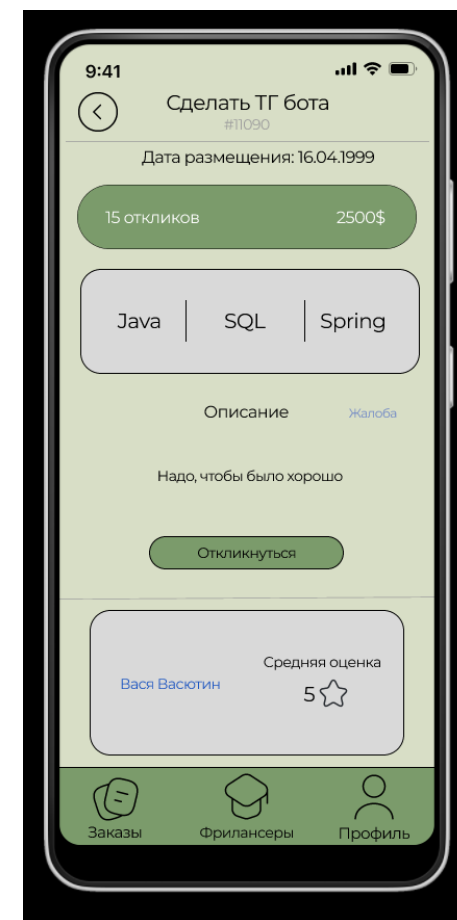 9:41
Сделать ТГ бота
#11090
Дата размещения: 16.04.1999
15 откликов 2500$
Java SQL Spring
Описание Жалоба
Надо, чтобы было хорошо
Откликнуться
Средняя оценка
Вася Васютин
5
Заказы Фрилансеры Профиль